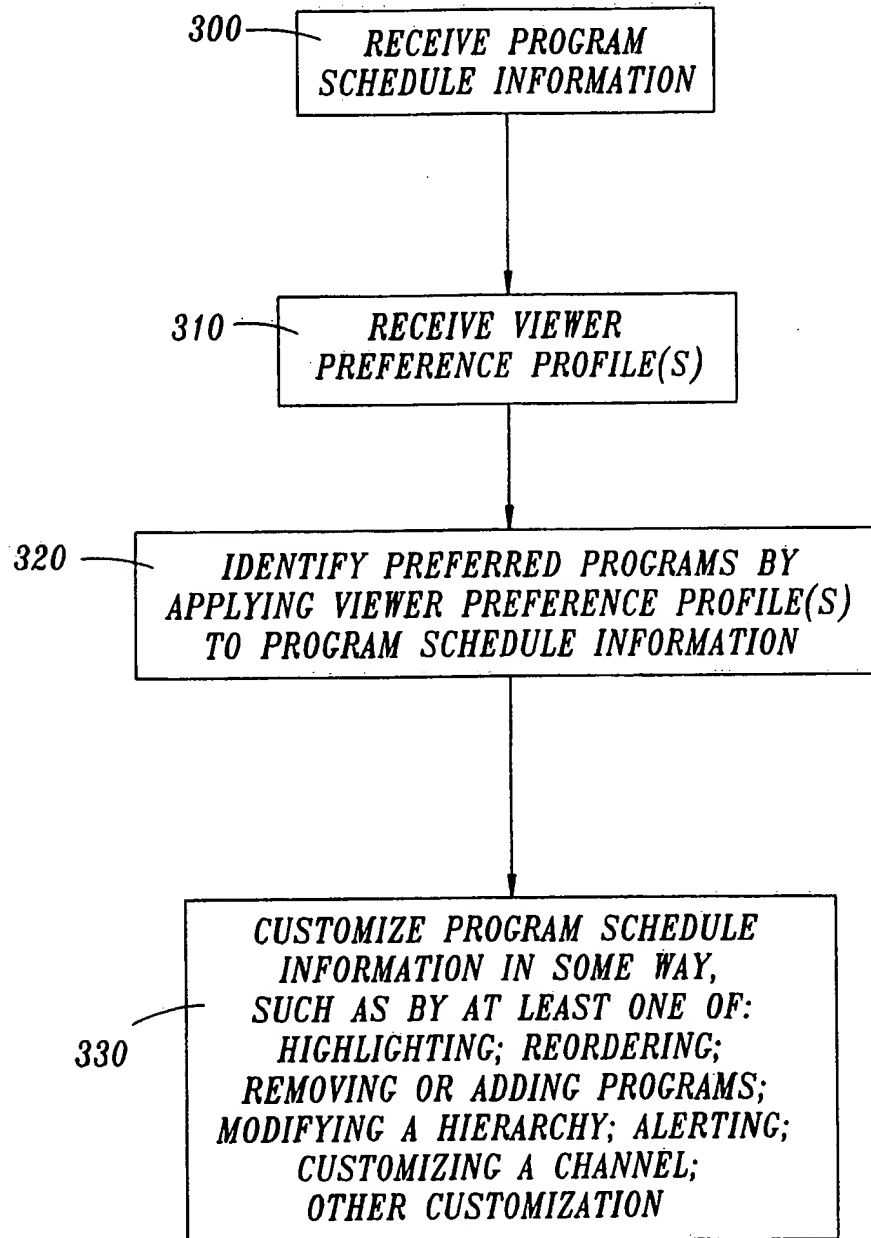 300
RECEIVE PROGRAM
SCHEDULE INFORMATION
310
RECEIVE VIEWER
PREFERENCE PROFILE(S)
320
IDENTIFY PREFERRED PROGRAMS BY
APPLYING VIEWER PREFERENCE PROFILE(S)
TO PROGRAM SCHEDULE INFORMATION
330
CUSTOMIZE PROGRAM SCHEDULE
INFORMATION IN SOME WAY,
SUCH AS BY AT LEAST ONE OF:
HIGHLIGHTING; REORDERING;
REMOVING OR ADDING PROGRAMS;
MODIFYING A HIERARCHY; ALERTING;
CUSTOMIZING A CHANNEL;
OTHER CUSTOMIZATION